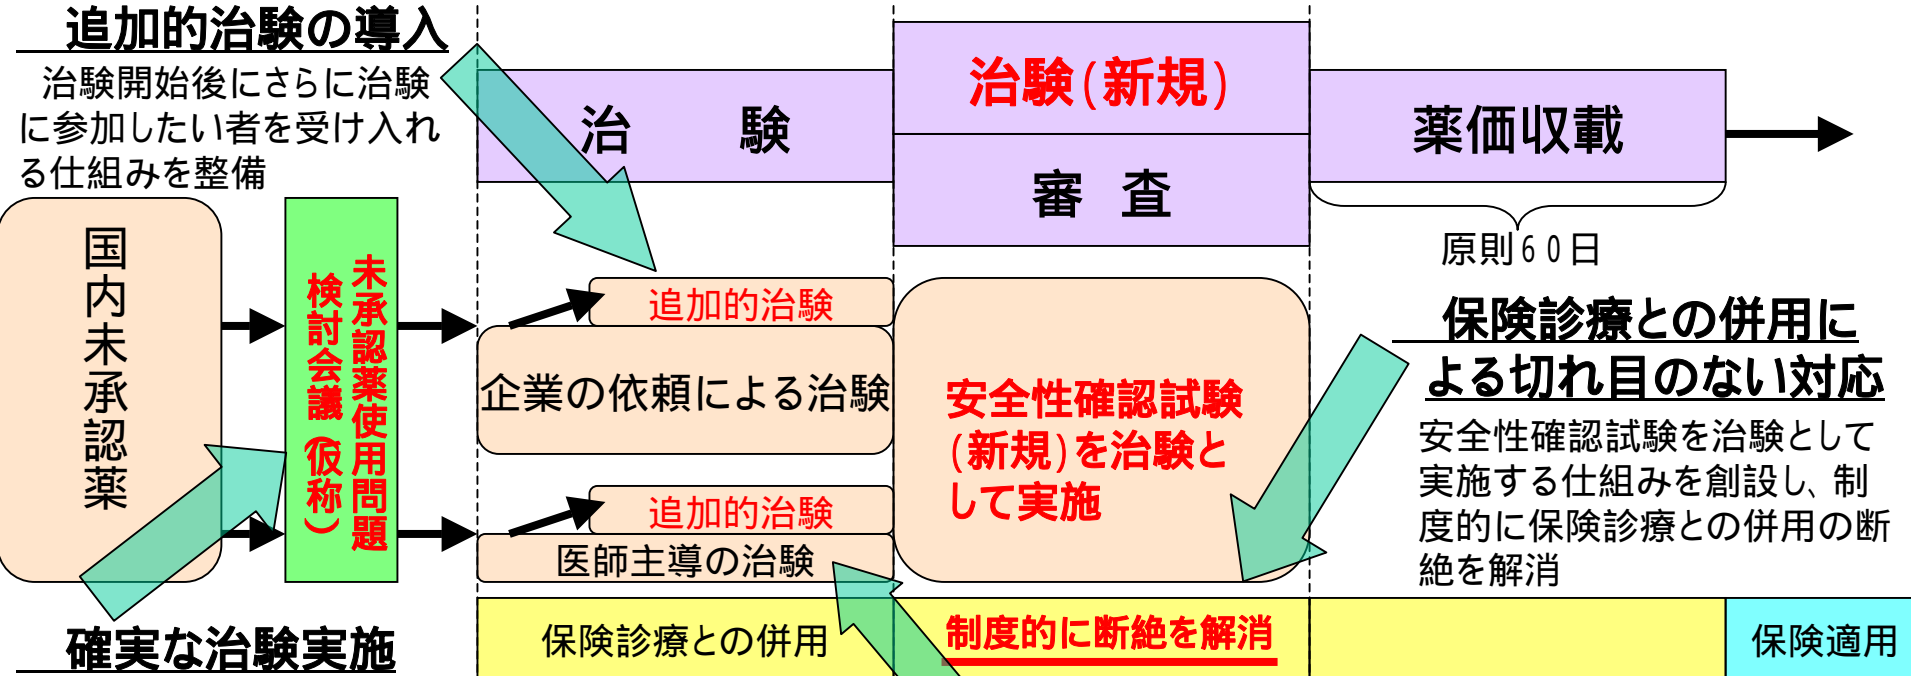 追加的治験の導入
治験開始後にさらに治験
に参加したい者を受け入れ
る仕組みを整備
治　験
治験(新規)
審 査
薬価収載
原則60日
国内未承認薬
未承認薬使用問題
検討会議(仮称)
追加的治験
企業の依頼による治験
追加的治験
医師主導の治験
安全性確認試験
(新規)を治験と
して実施
保険診療との併用に
よる切れ目のない対応
安全性確認試験を治験として
実施する仕組みを創設し、制
度的に保険診療との併用の断
絶を解消
確実な治験実施
保険診療との併用
制度的に断絶を解消
保険適用